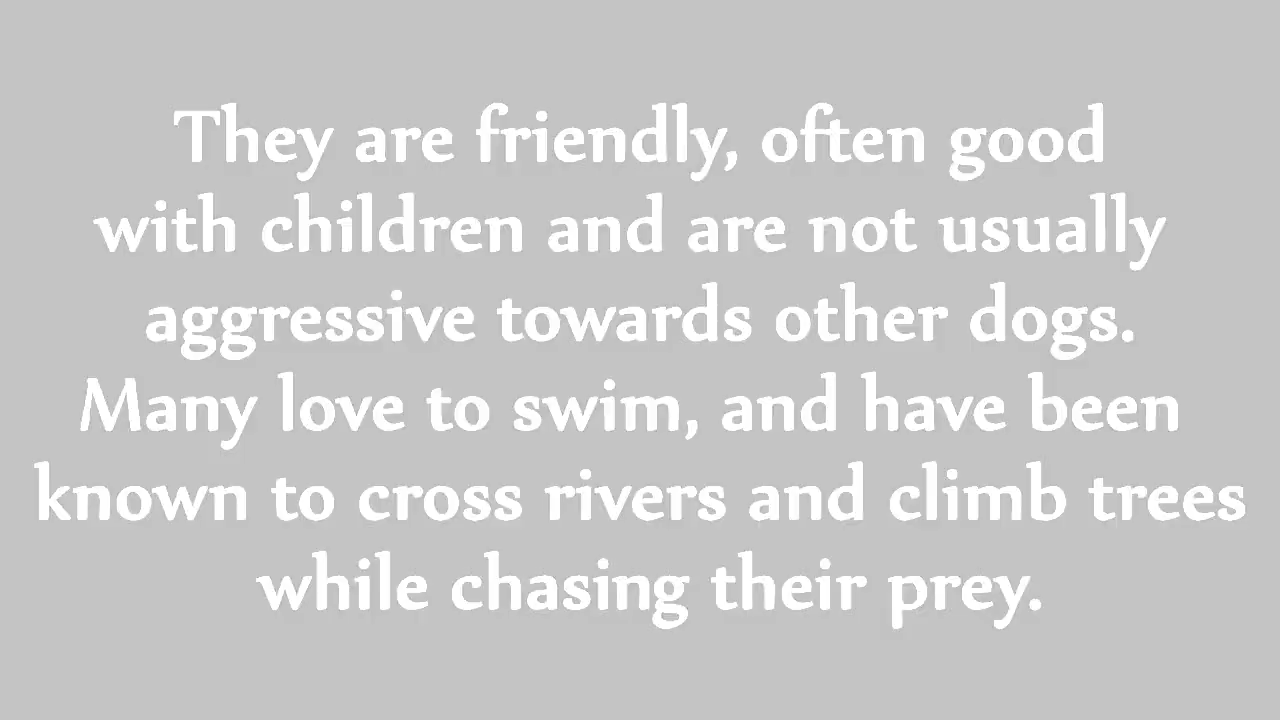 They are friendly, often good
with children and are not usually
aggressive towards other dogs.
Many love to swim, and have been
known to cross rivers and climb trees
while chasing their prey.